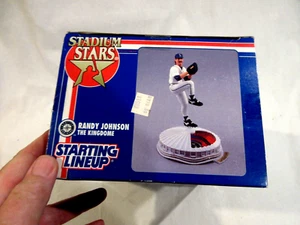 STADIUM
STARS
RANDY JOHNSON
THE KINGDOME
STARTING
LINEUP